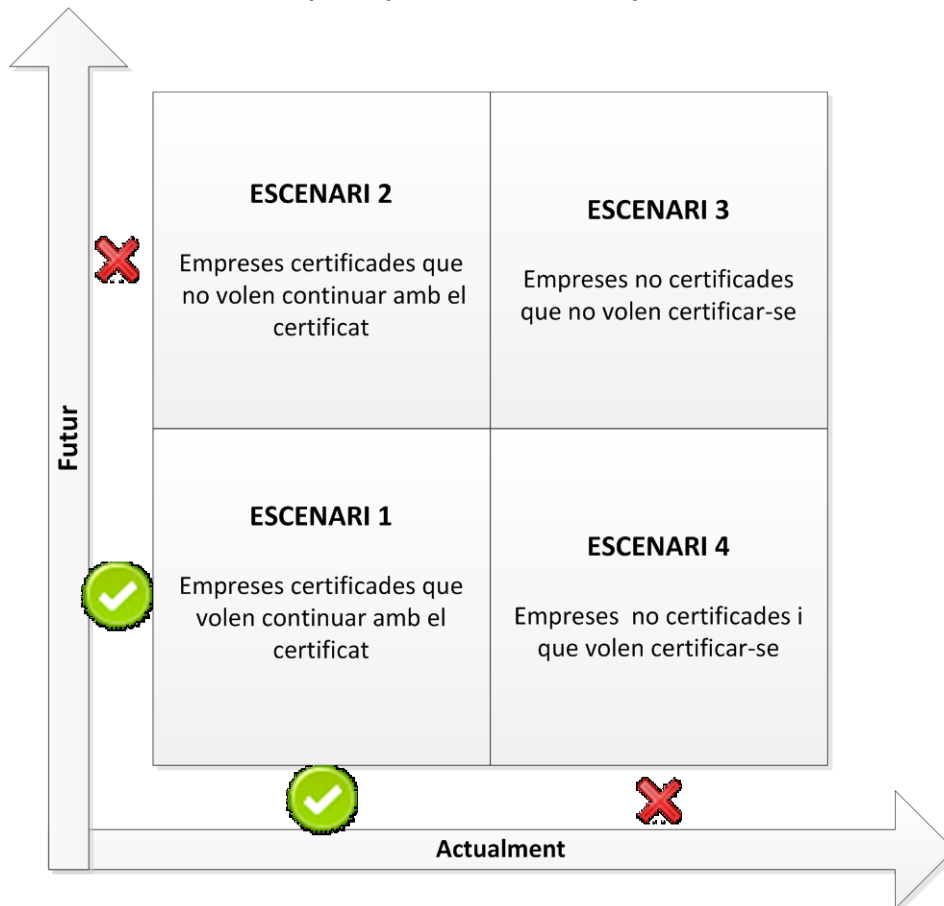 ESCENARI 2
Empreses certificades que
no volen continuar amb el
certificat
ESCENARI 3
Empreses no certificades
que no volen certificar-se
Futur
ESCENARI 1
Empreses certificades que
volen continuar amb el
certificat
ESCENARI 4
Empreses  no certificades i
que volen certificar-se
Actualment